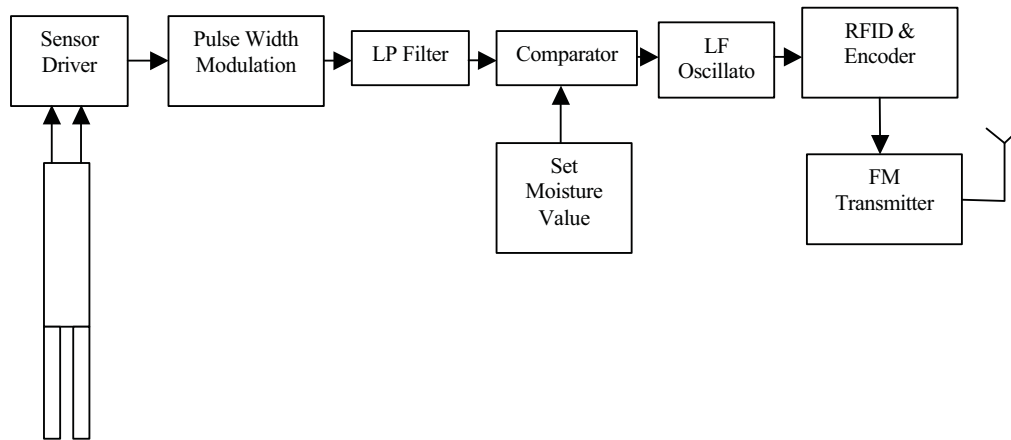 Sensor
Driver
Pulse Width
Modulation
LP Filter
Comparator
LF
Oscillato
RFID &
Encoder
Set
Moisture
Value
FM
Transmitter